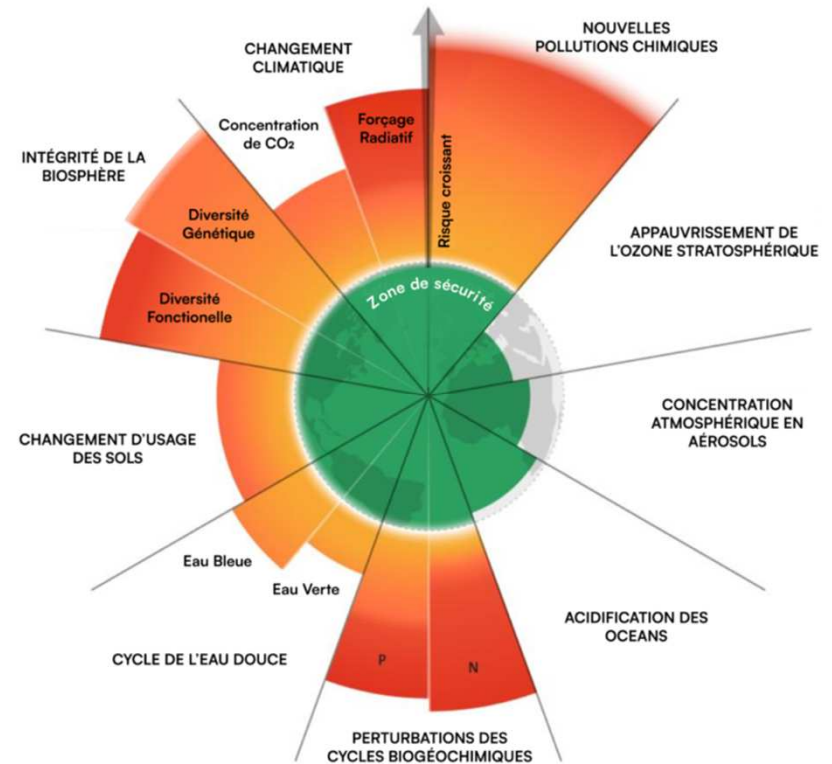 NOUVELLES
POLLUTIONS CHIMIQUES
CHANGEMENT
CLIMATIQUE
Forçage
Radiatif
Concentration
de CO₂
Risque croissant
INTÉGRITÉ DE LA
BIOSPHÈRE
Diversité
Génétique
APPAUVRISSEMENT DE
L'OZONE STRATOSPHÉRIQUE
Diversité
Fonctionelle
Zone de sécurité
CONCENTRATION
ATMOSPHÉRIQUE EN
AÉROSOLS
CHANGEMENT D'USAGE
DES SOLS
Eau Bleue
Eau Verte
ACIDIFICATION DES
OCEANS
CYCLE DE L'EAU DOUCE
P
N
PERTURBATIONS DES
CYCLES BIOGÉOCHIMIQUES